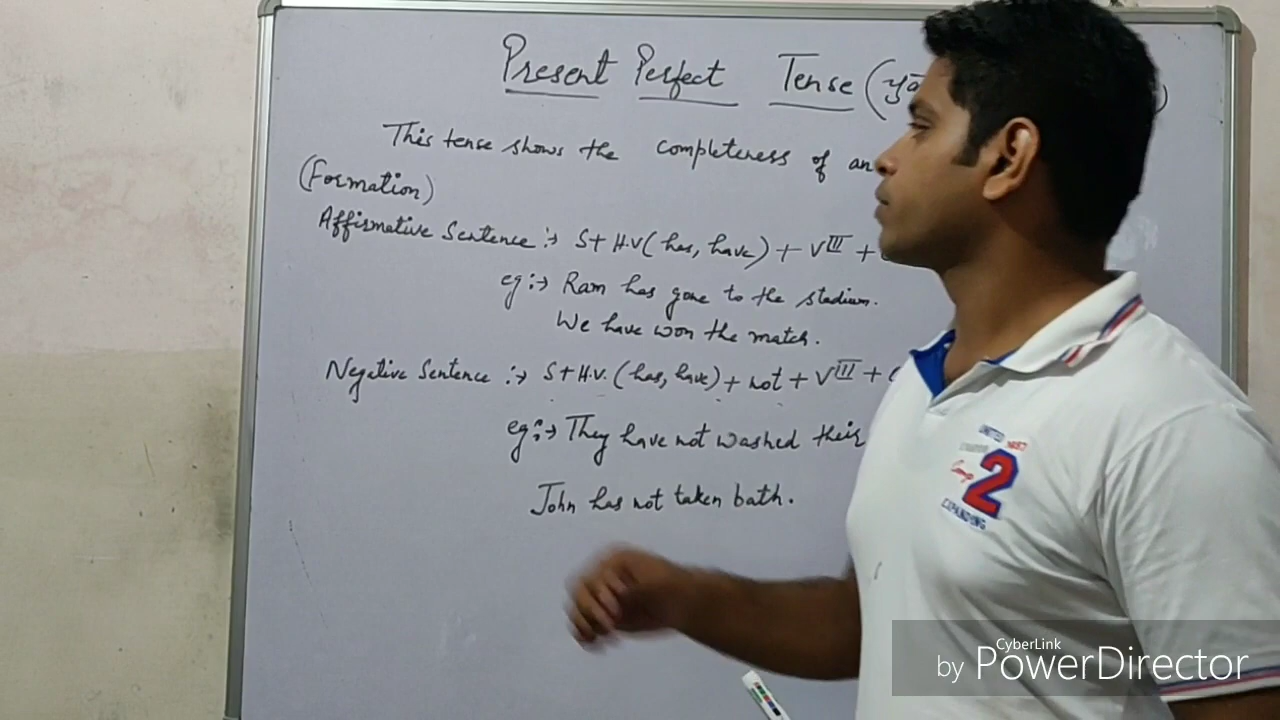 Present Perfect Tense (
This tense shows the completeness of an
(Formation)
Affirmative Sentence :→ S+ H.V (has, have) + V III +
eg :→ Ram has gone to the stadium.
We have won the match.
Negative Sentence :→ S+ H.V. (has, have) + not + V III +
eg :→ They have not washed their
John has not taken bath.
2
EXPANDING
CyberLink
by PowerDirector